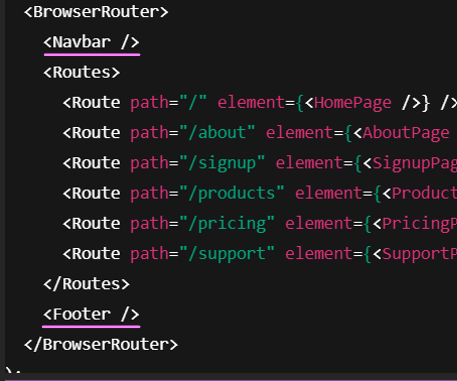 <BrowserRouter>
<Navbar />
<Routes>
<Route path="/" element={<HomePage />} />
<Route path="/about" element={<AboutPage
<Route path="/signup" element={<SignupPag
<Route path="/products" element={<Product
<Route path="/pricing" element={<PricingP
<Route path="/support" element={<SupportP
</Routes>
<Footer />
</BrowserRouter>
);